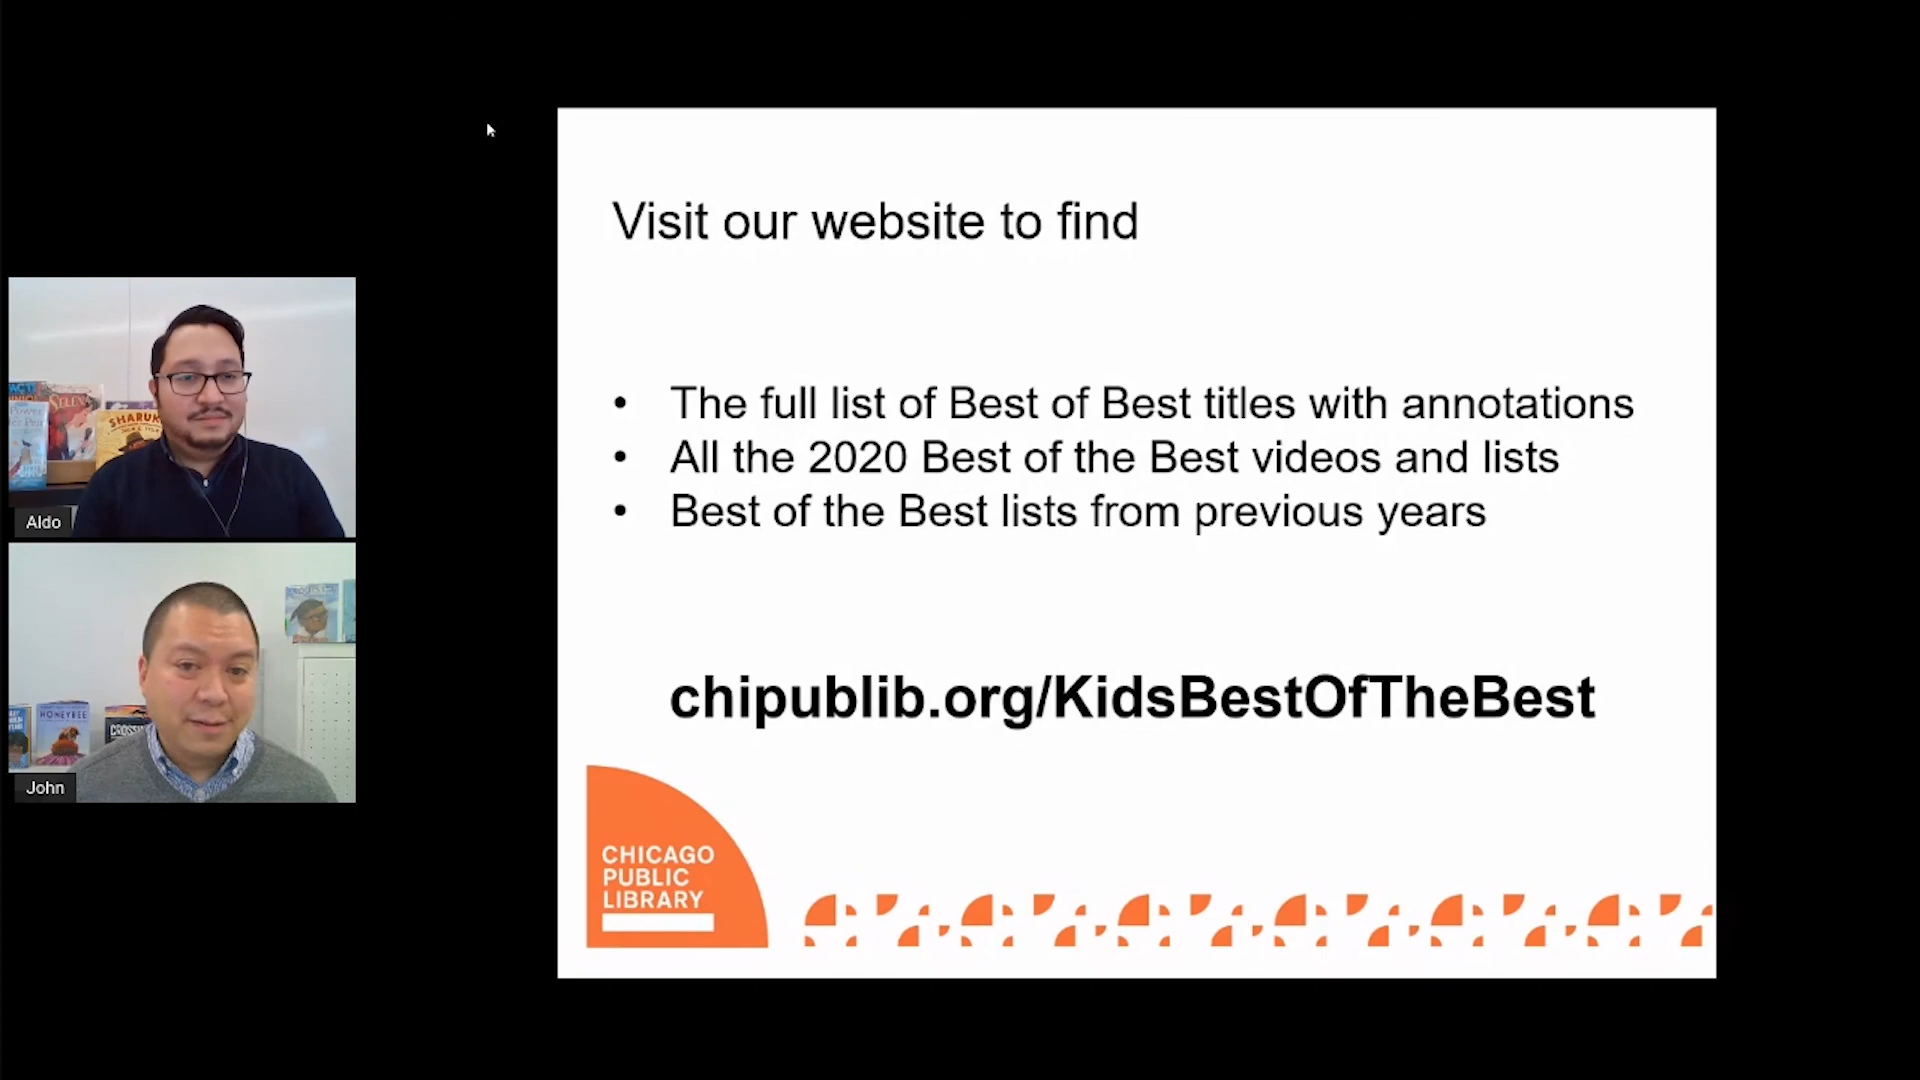 Visit our website to find
• The full list of Best of Best titles with annotations
• All the 2020 Best of the Best videos and lists
• Best of the Best lists from previous years
chipublib.org/KidsBestOfTheBest
CHICAGO
PUBLIC
LIBRARY
SHARUK
Aldo
HONEYBEE
John